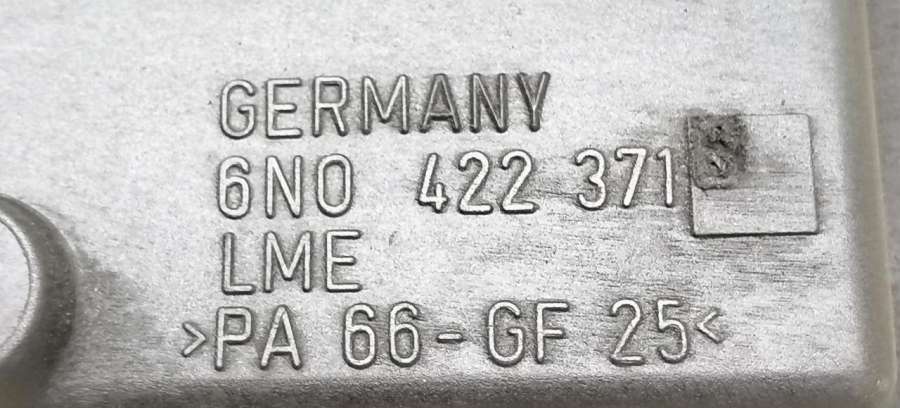 GERMANY
6N0 422 371
LME
>PA 66-GF 25<